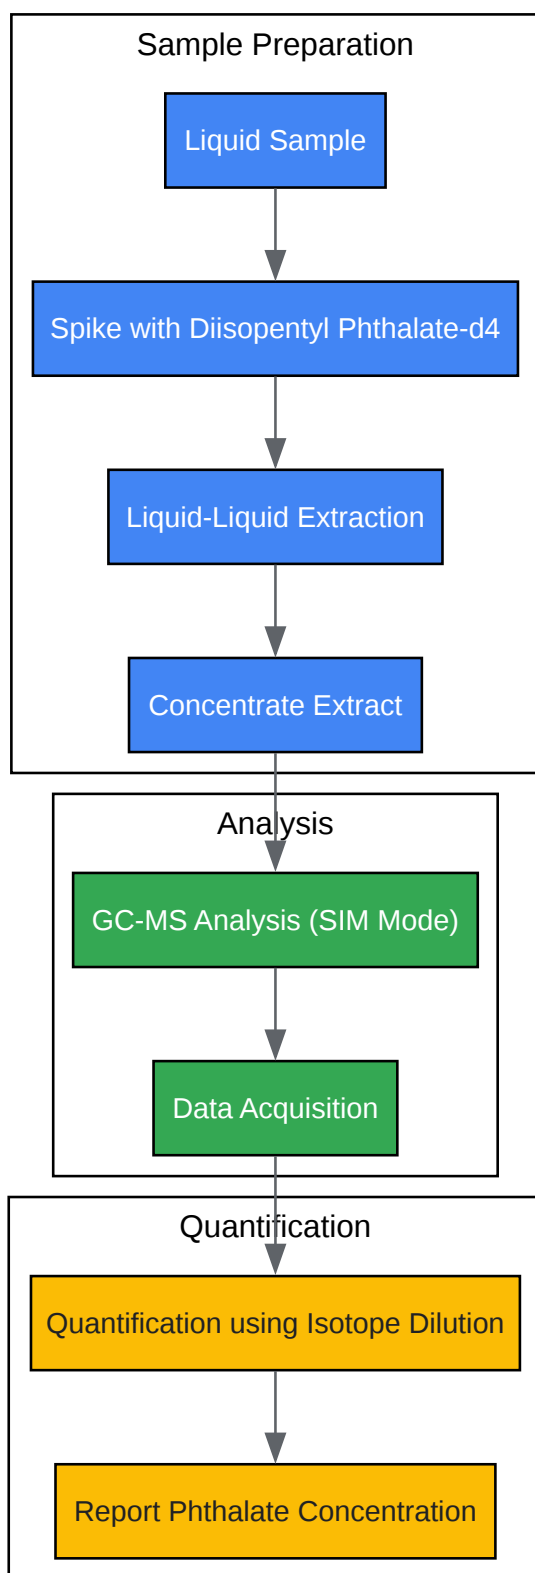 Sample Preparation
Liquid Sample
Spike with Diisopentyl Phthalate-d4
Liquid-Liquid Extraction
Concentrate Extract
Analysis
GC-MS Analysis (SIM Mode)
Data Acquisition
Quantification
Quantification using Isotope Dilution
Report Phthalate Concentration